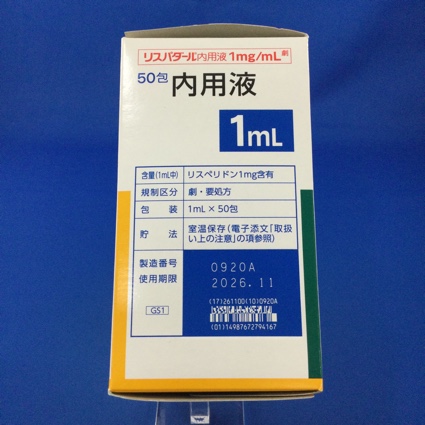 リスパダール内用液1mg/mL 劇
50包 内用液
1mL
含量(1mL中) リスペリドン1mg含有
規制区分 劇・要処方
包装 1mL×50包
貯法 室温保存(電子添文「取扱
い上の注意」の項参照)
製造番号 0920A
使用期限 2026.11
(17)261100(10)0920A
GS1
(01)14987672794167